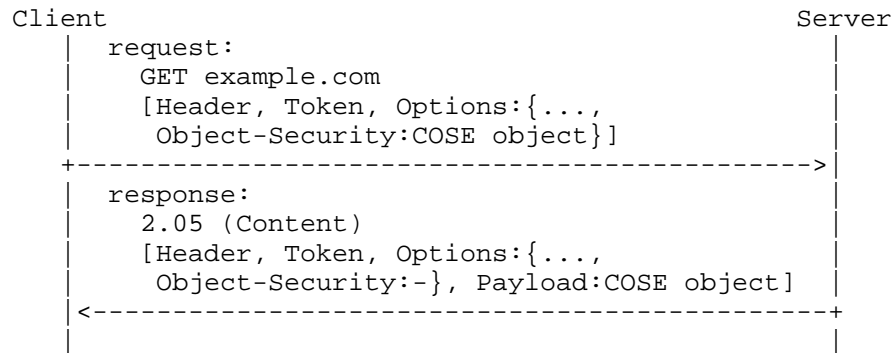 Client Server
request:
GET example.com
[Header, Token, Options:{...,
Object-Security:COSE object}]
+---------------------------------------------->|
response:
2.05 (Content)
[Header, Token, Options:{...,
Object-Security:-}, Payload:COSE object]
|<----------------------------------------------+